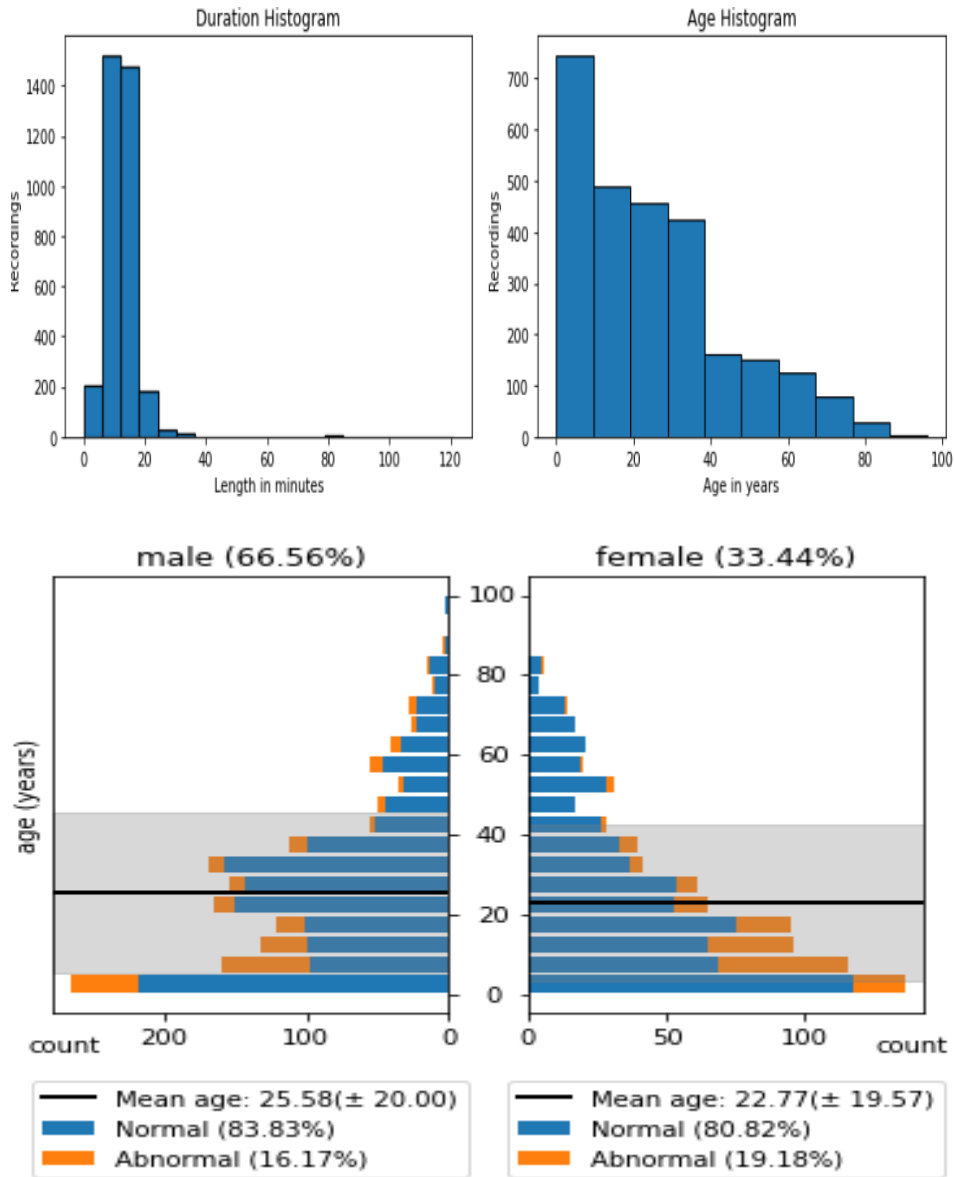 Duration Histogram
Recordings
1400
1200
1000
800
600
400
200
0
0 20 40 60 80 100 120
Length in minutes
Age Histogram
Recordings
700
600
500
400
300
200
100
0
0 20 40 60 80 100
Age in years
male (66.56%)
female (33.44%)
age (years)
100
80
60
40
20
0
count 200 100 0
0 50 100 count
Mean age: 25.58(± 20.00)
Normal (83.83%)
Abnormal (16.17%)
Mean age: 22.77(± 19.57)
Normal (80.82%)
Abnormal (19.18%)